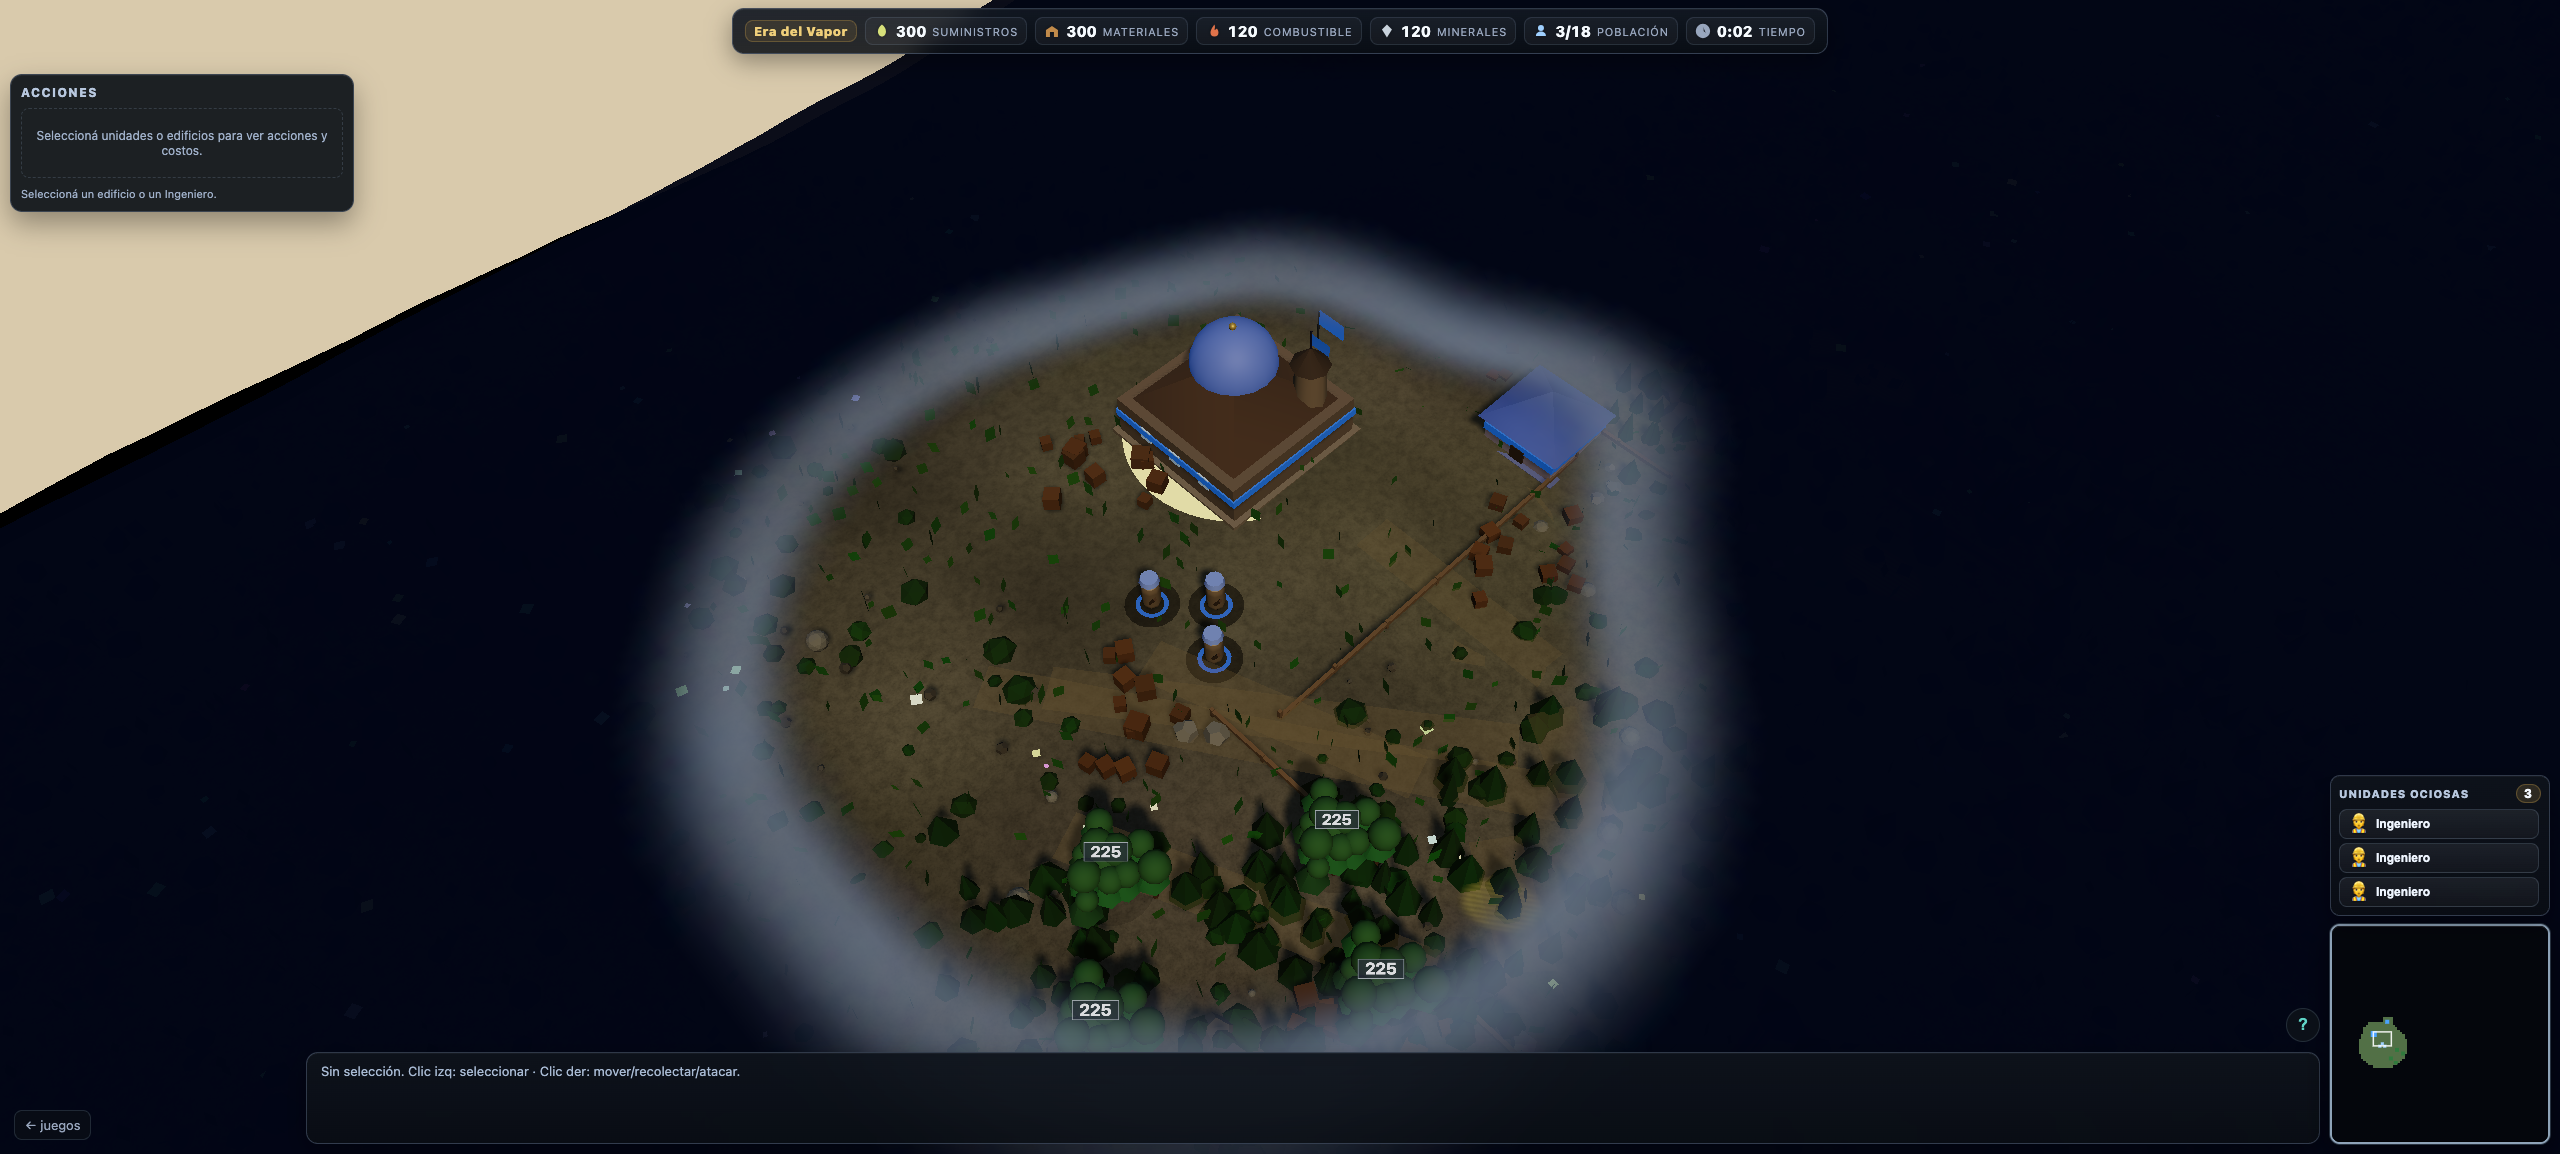 Era del Vapor
300 SUMINISTROS
300 MATERIALES
120 COMBUSTIBLE
120 MINERALES
3/18 POBLACIÓN
0:02 TIEMPO
ACCIONES
Seleccioná unidades o edificios para ver acciones y
costos.
Seleccioná un edificio o un Ingeniero.
225
225
225
225
UNIDADES OCIOSAS 3
Ingeniero
Ingeniero
Ingeniero
?
Sin selección. Clic izq: seleccionar · Clic der: mover/recolectar/atacar.
← juegos